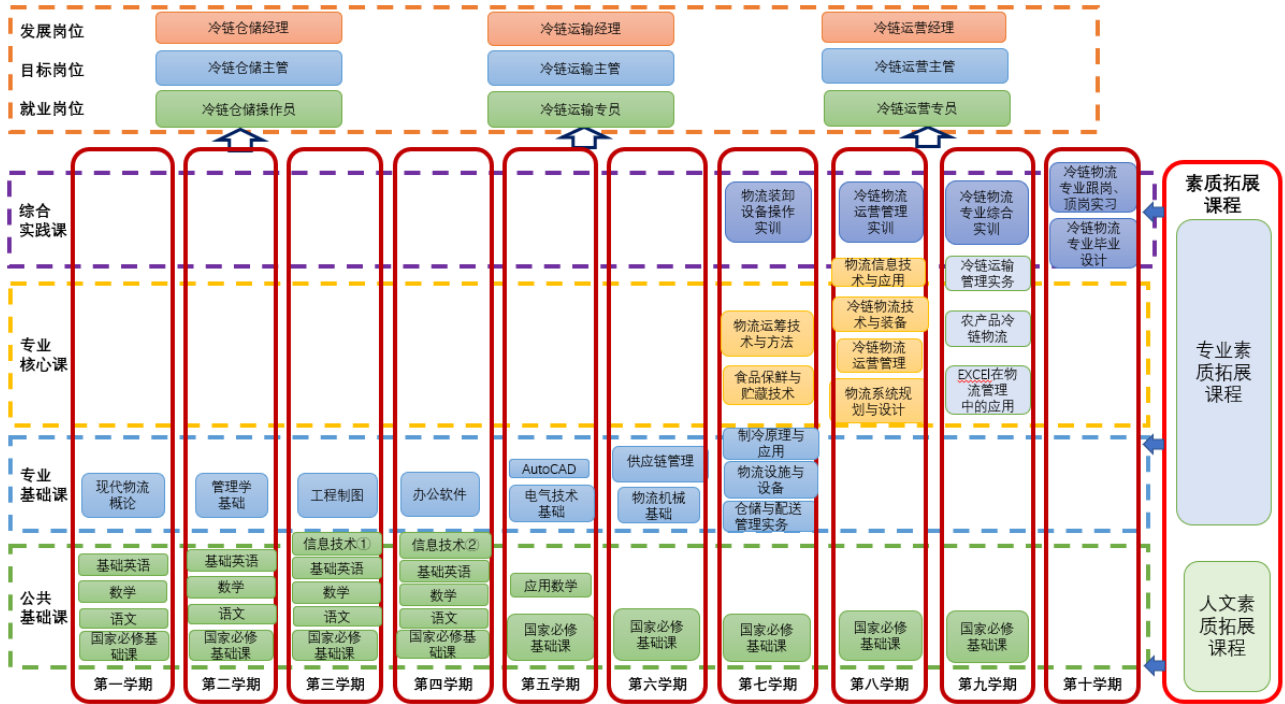 发展岗位
冷链仓储经理
冷链运输经理
冷链运营经理
目标岗位
冷链仓储主管
冷链运输主管
冷链运营主管
就业岗位
冷链仓储操作员
冷链运输专员
冷链运营专员
综合
实践课
物流装卸
设备操作
实训
冷链物流
运营管理
实训
冷链物流
专业综合
实训
冷链物流
专业跟岗、
顶岗实习
冷链物流
专业毕业
设计
专业
核心课
物流运筹技
术与方法
食品保鲜与
贮藏技术
物流信息技
术与应用
冷链物流技
术与装备
冷链物流
运营管理
物流系统规
划与设计
冷链运输
管理实务
农产品冷
链物流
EXCEl在物
流管理
中的应用
专业
基础课
现代物流
概论
管理学
基础
工程制图
办公软件
AutoCAD
电气技术
基础
供应链管理
物流机械
基础
制冷原理与
应用
物流设施与
设备
仓储与配送
管理实务
公共
基础课
基础英语
数学
语文
国家必修基
础课
基础英语
数学
语文
国家必修
基础课
信息技术①
基础英语
数学
语文
国家必修
基础课
信息技术②
基础英语
数学
语文
国家必修基
础课
应用数学
国家必修
基础课
国家必修
基础课
国家必修
基础课
国家必修
基础课
国家必修
基础课
第一学期
第二学期
第三学期
第四学期
第五学期
第六学期
第七学期
第八学期
第九学期
第十学期
素质拓展
课程
专业素
质拓展
课程
人文素
质拓展
课程